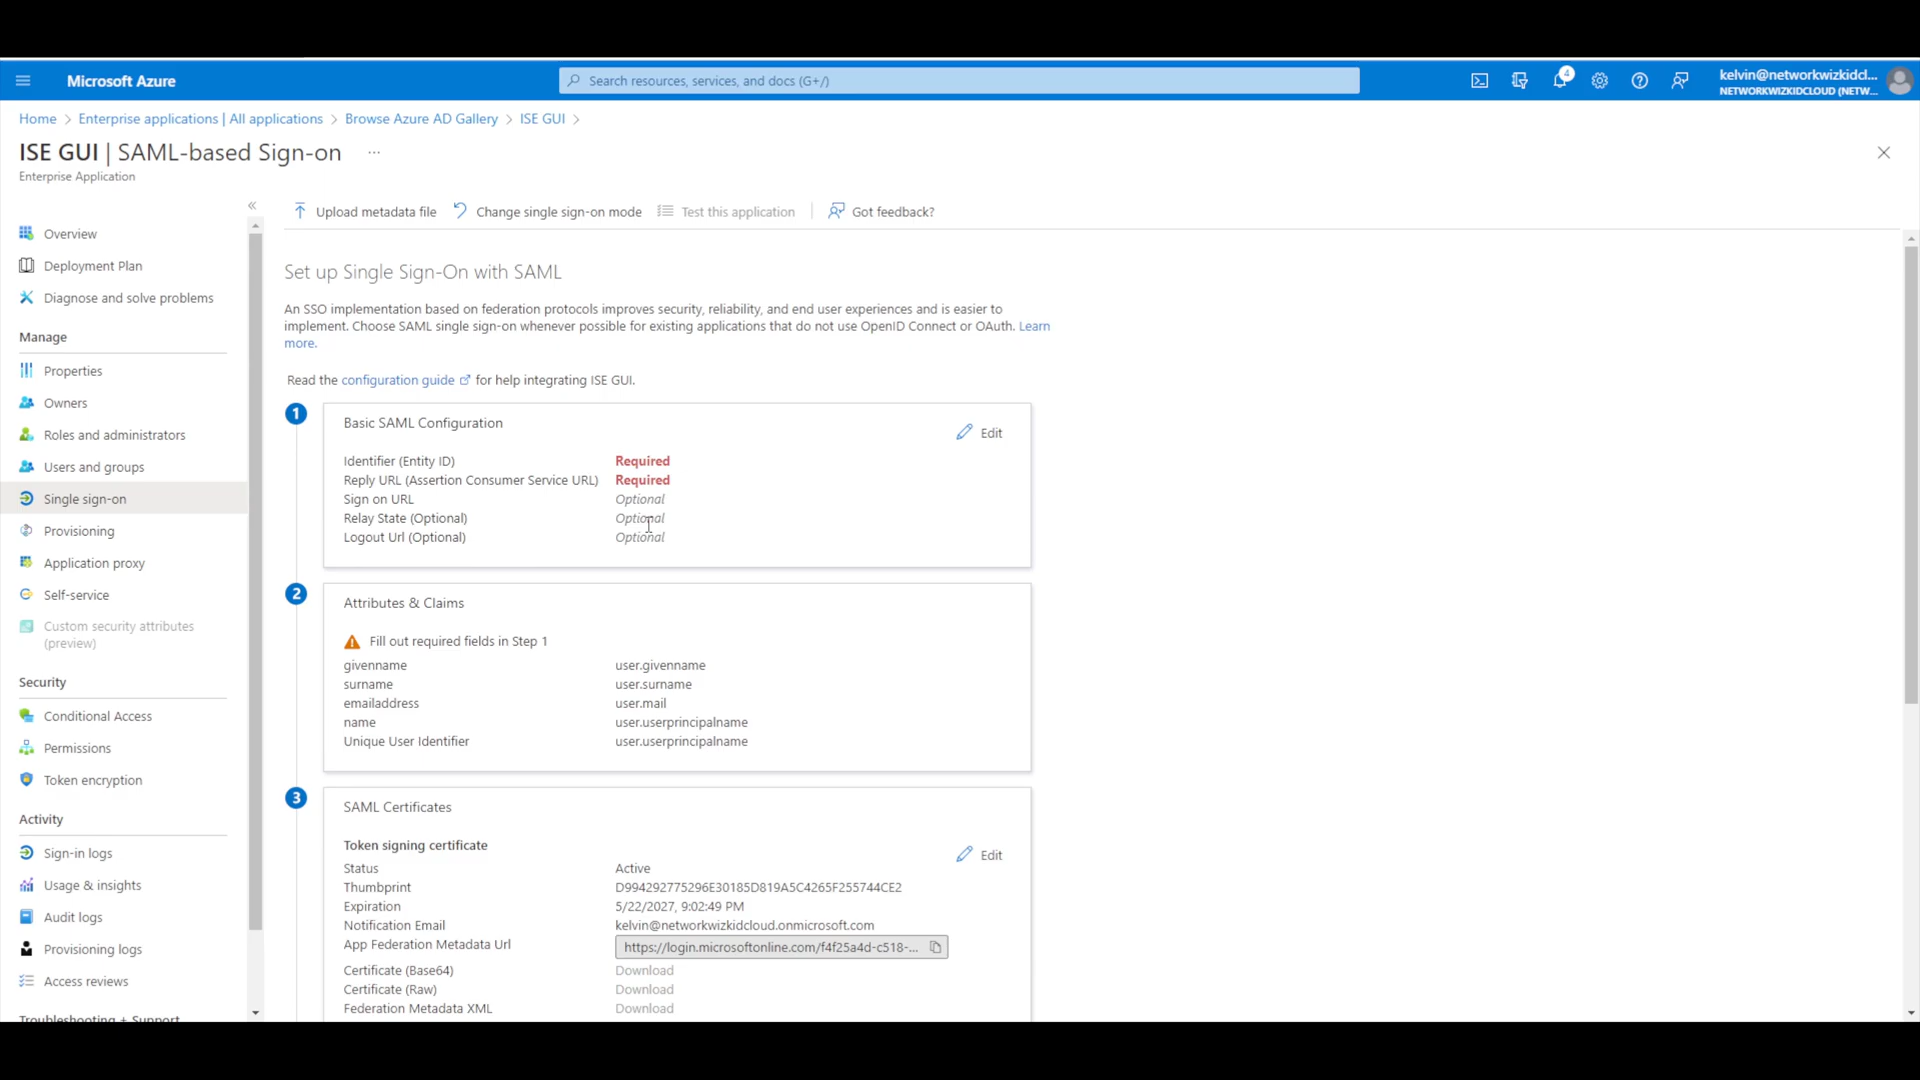 Microsoft Azure
Search resources, services, and docs (G+/)
4
kelvin@networkwizkidcl...
NETWORKWIZKIDCLOUD (NETW...
Home > Enterprise applications | All applications > Browse Azure AD Gallery > ISE GUI >
ISE GUI | SAML-based Sign-on ...
Enterprise Application
«
Overview
Deployment Plan
Diagnose and solve problems
Manage
Properties
Owners
Roles and administrators
Users and groups
Single sign-on
Provisioning
Application proxy
Self-service
Custom security attributes
(preview)
Security
Conditional Access
Permissions
Token encryption
Activity
Sign-in logs
Usage & insights
Audit logs
Provisioning logs
Access reviews
Troubleshooting + Support
Upload metadata file Change single sign-on mode Test this application Got feedback?
Set up Single Sign-On with SAML
An SSO implementation based on federation protocols improves security, reliability, and end user experiences and is easier to
implement. Choose SAML single sign-on whenever possible for existing applications that do not use OpenID Connect or OAuth. Learn
more.
Read the configuration guide for help integrating ISE GUI.
1
Basic SAML Configuration
Edit
Identifier (Entity ID) Required
Reply URL (Assertion Consumer Service URL) Required
Sign on URL Optional
Relay State (Optional) Optional
Logout Url (Optional) Optional
2
Attributes & Claims
Fill out required fields in Step 1
givenname user.givenname
surname user.surname
emailaddress user.mail
name user.userprincipalname
Unique User Identifier user.userprincipalname
3
SAML Certificates
Token signing certificate
Edit
Status Active
Thumbprint D994292775296E30185D819A5C4265F255744CE2
Expiration 5/22/2027, 9:02:49 PM
Notification Email kelvin@networkwizkidcloud.onmicrosoft.com
App Federation Metadata Url https://login.microsoftonline.com/f4f25a4d-c518-...
Certificate (Base64) Download
Certificate (Raw) Download
Federation Metadata XML Download